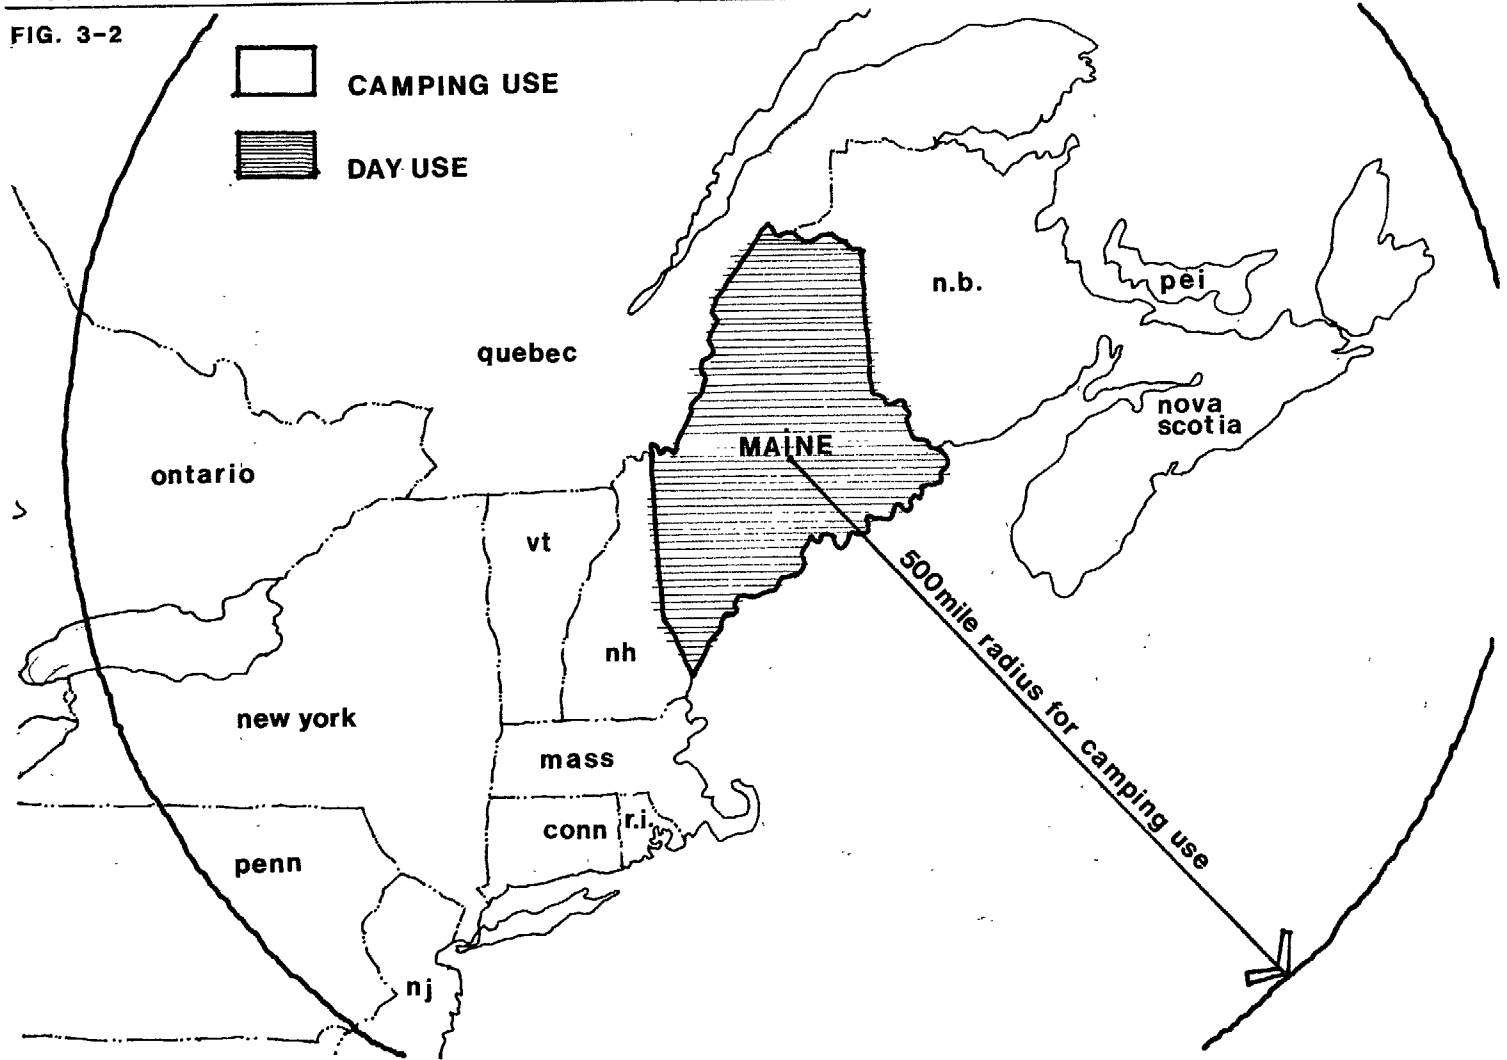 FIG. 3-2
CAMPING USE
DAY USE
n.b.
pei
quebec
nova
scotia
MAINE
ontario
vt
500mile radius for camping use
nh
new york
mass
conn
r.i.
penn
nj